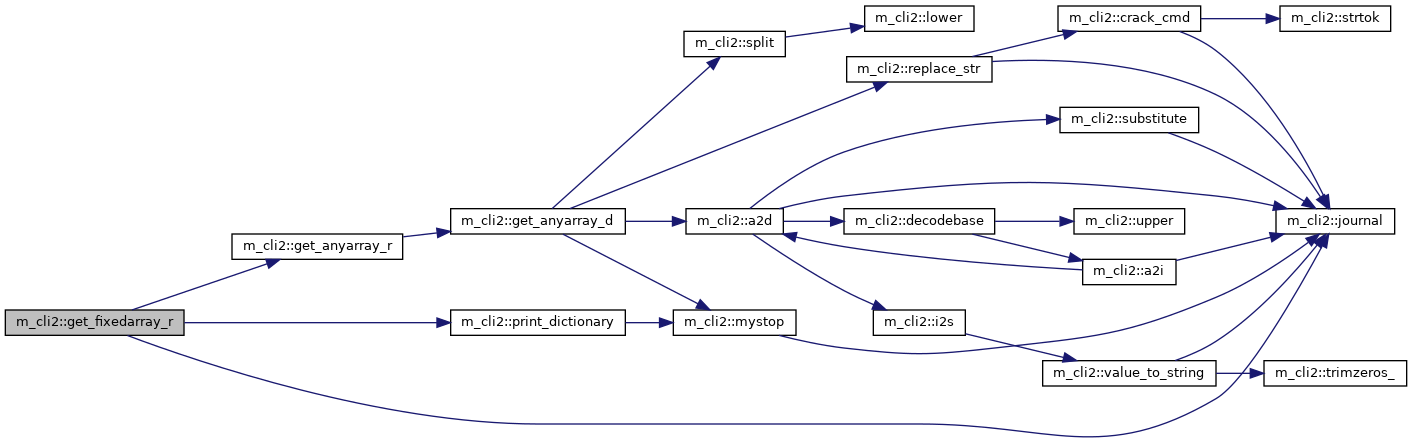 m_cli2::lower
m_cli2::crack_cmd
m_cli2::strtok
m_cli2::split
m_cli2::replace_str
m_cli2::substitute
m_cli2::get_anyarray_d
m_cli2::a2d
m_cli2::decodebase
m_cli2::upper
m_cli2::journal
m_cli2::get_anyarray_r
m_cli2::a2i
m_cli2::get_fixedarray_r
m_cli2::print_dictionary
m_cli2::mystop
m_cli2::i2s
m_cli2::value_to_string
m_cli2::trimzeros_